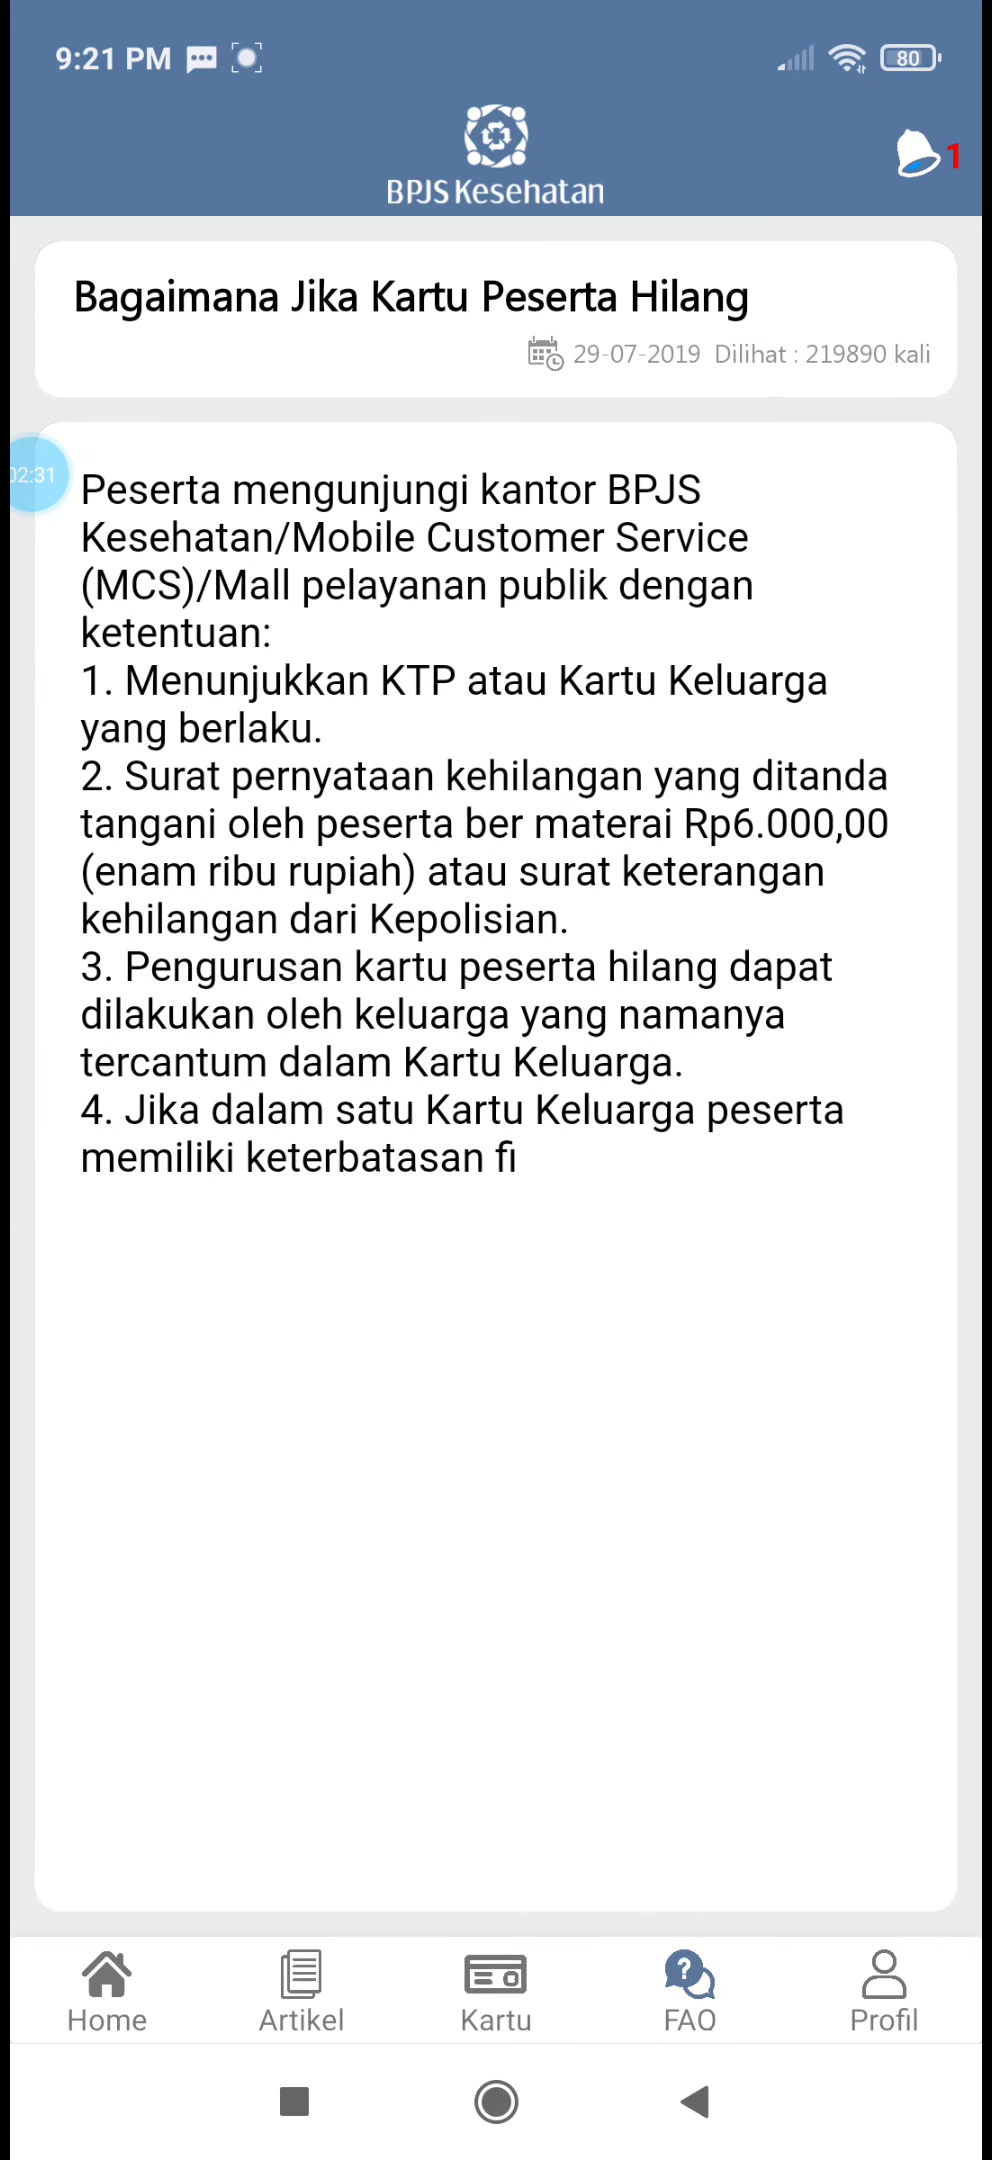 9:21 PM
80
BPJS Kesehatan
1
Bagaimana Jika Kartu Peserta Hilang
29-07-2019 Dilihat : 219890 kali
02:31
Peserta mengunjungi kantor BPJS
Kesehatan/Mobile Customer Service
(MCS)/Mall pelayanan publik dengan
ketentuan:
1. Menunjukkan KTP atau Kartu Keluarga
yang berlaku.
2. Surat pernyataan kehilangan yang ditanda
tangani oleh peserta ber materai Rp6.000,00
(enam ribu rupiah) atau surat keterangan
kehilangan dari Kepolisian.
3. Pengurusan kartu peserta hilang dapat
dilakukan oleh keluarga yang namanya
tercantum dalam Kartu Keluarga.
4. Jika dalam satu Kartu Keluarga peserta
memiliki keterbatasan fi
Home Artikel Kartu FAQ Profil